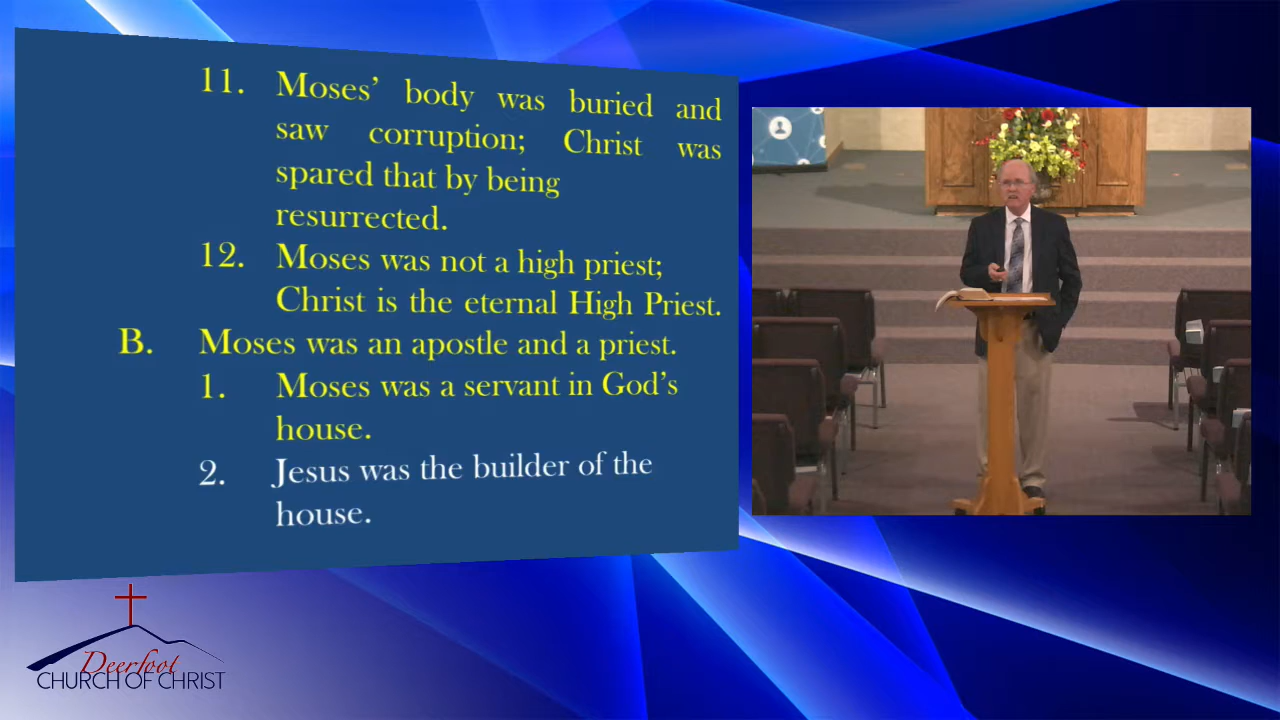 11. Moses’ body was buried and
saw corruption; Christ was
spared that by being
resurrected.
12. Moses was not a high priest;
Christ is the eternal High Priest.
B. Moses was an apostle and a priest.
1. Moses was a servant in God’s
house.
2. Jesus was the builder of the
house.
Deerfoot
CHURCH OF CHRIST